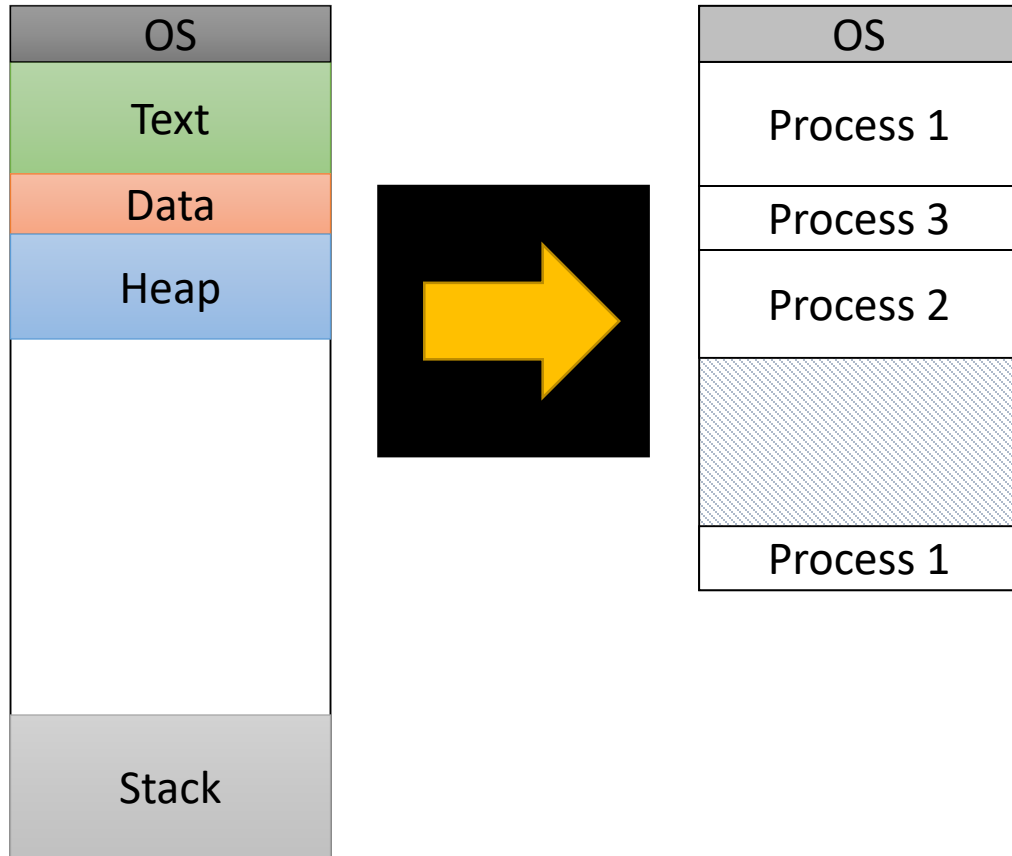 OS
Text
Data
Heap
Stack
OS
Process 1
Process 3
Process 2
Process 1